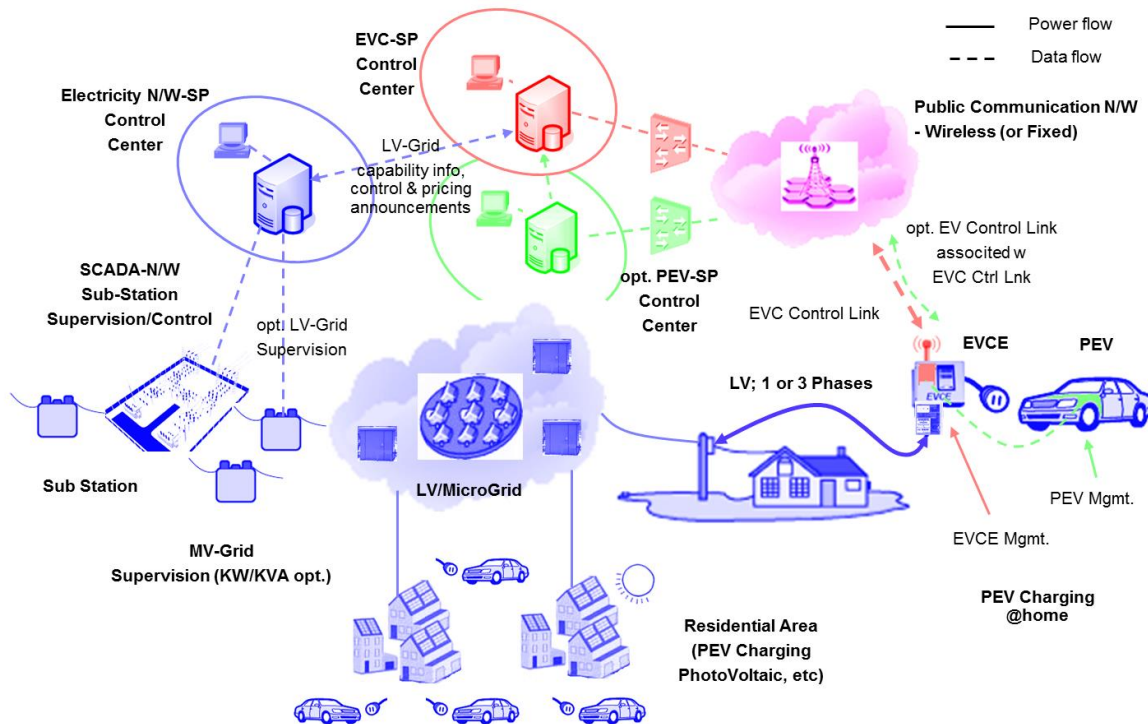 Power flow
Data flow
EVC-SP
Control
Center
Electricity N/W-SP
Control
Center
Public Communication N/W
- Wireless (or Fixed)
LV-Grid
capability info,
control & pricing
announcements
opt. EV Control Link
associted w
EVC Ctrl Lnk
SCADA-N/W
Sub-Station
Supervision/Control
opt. PEV-SP
Control
Center
opt. LV-Grid
Supervision
EVC Control Link
EVCE
PEV
LV; 1 or 3 Phases
EVCE
Sub Station
LV/MicroGrid
PEV Mgmt.
EVCE Mgmt.
MV-Grid
Supervision (KW/KVA opt.)
PEV Charging
@home
Residential Area
(PEV Charging
PhotoVoltaic, etc)